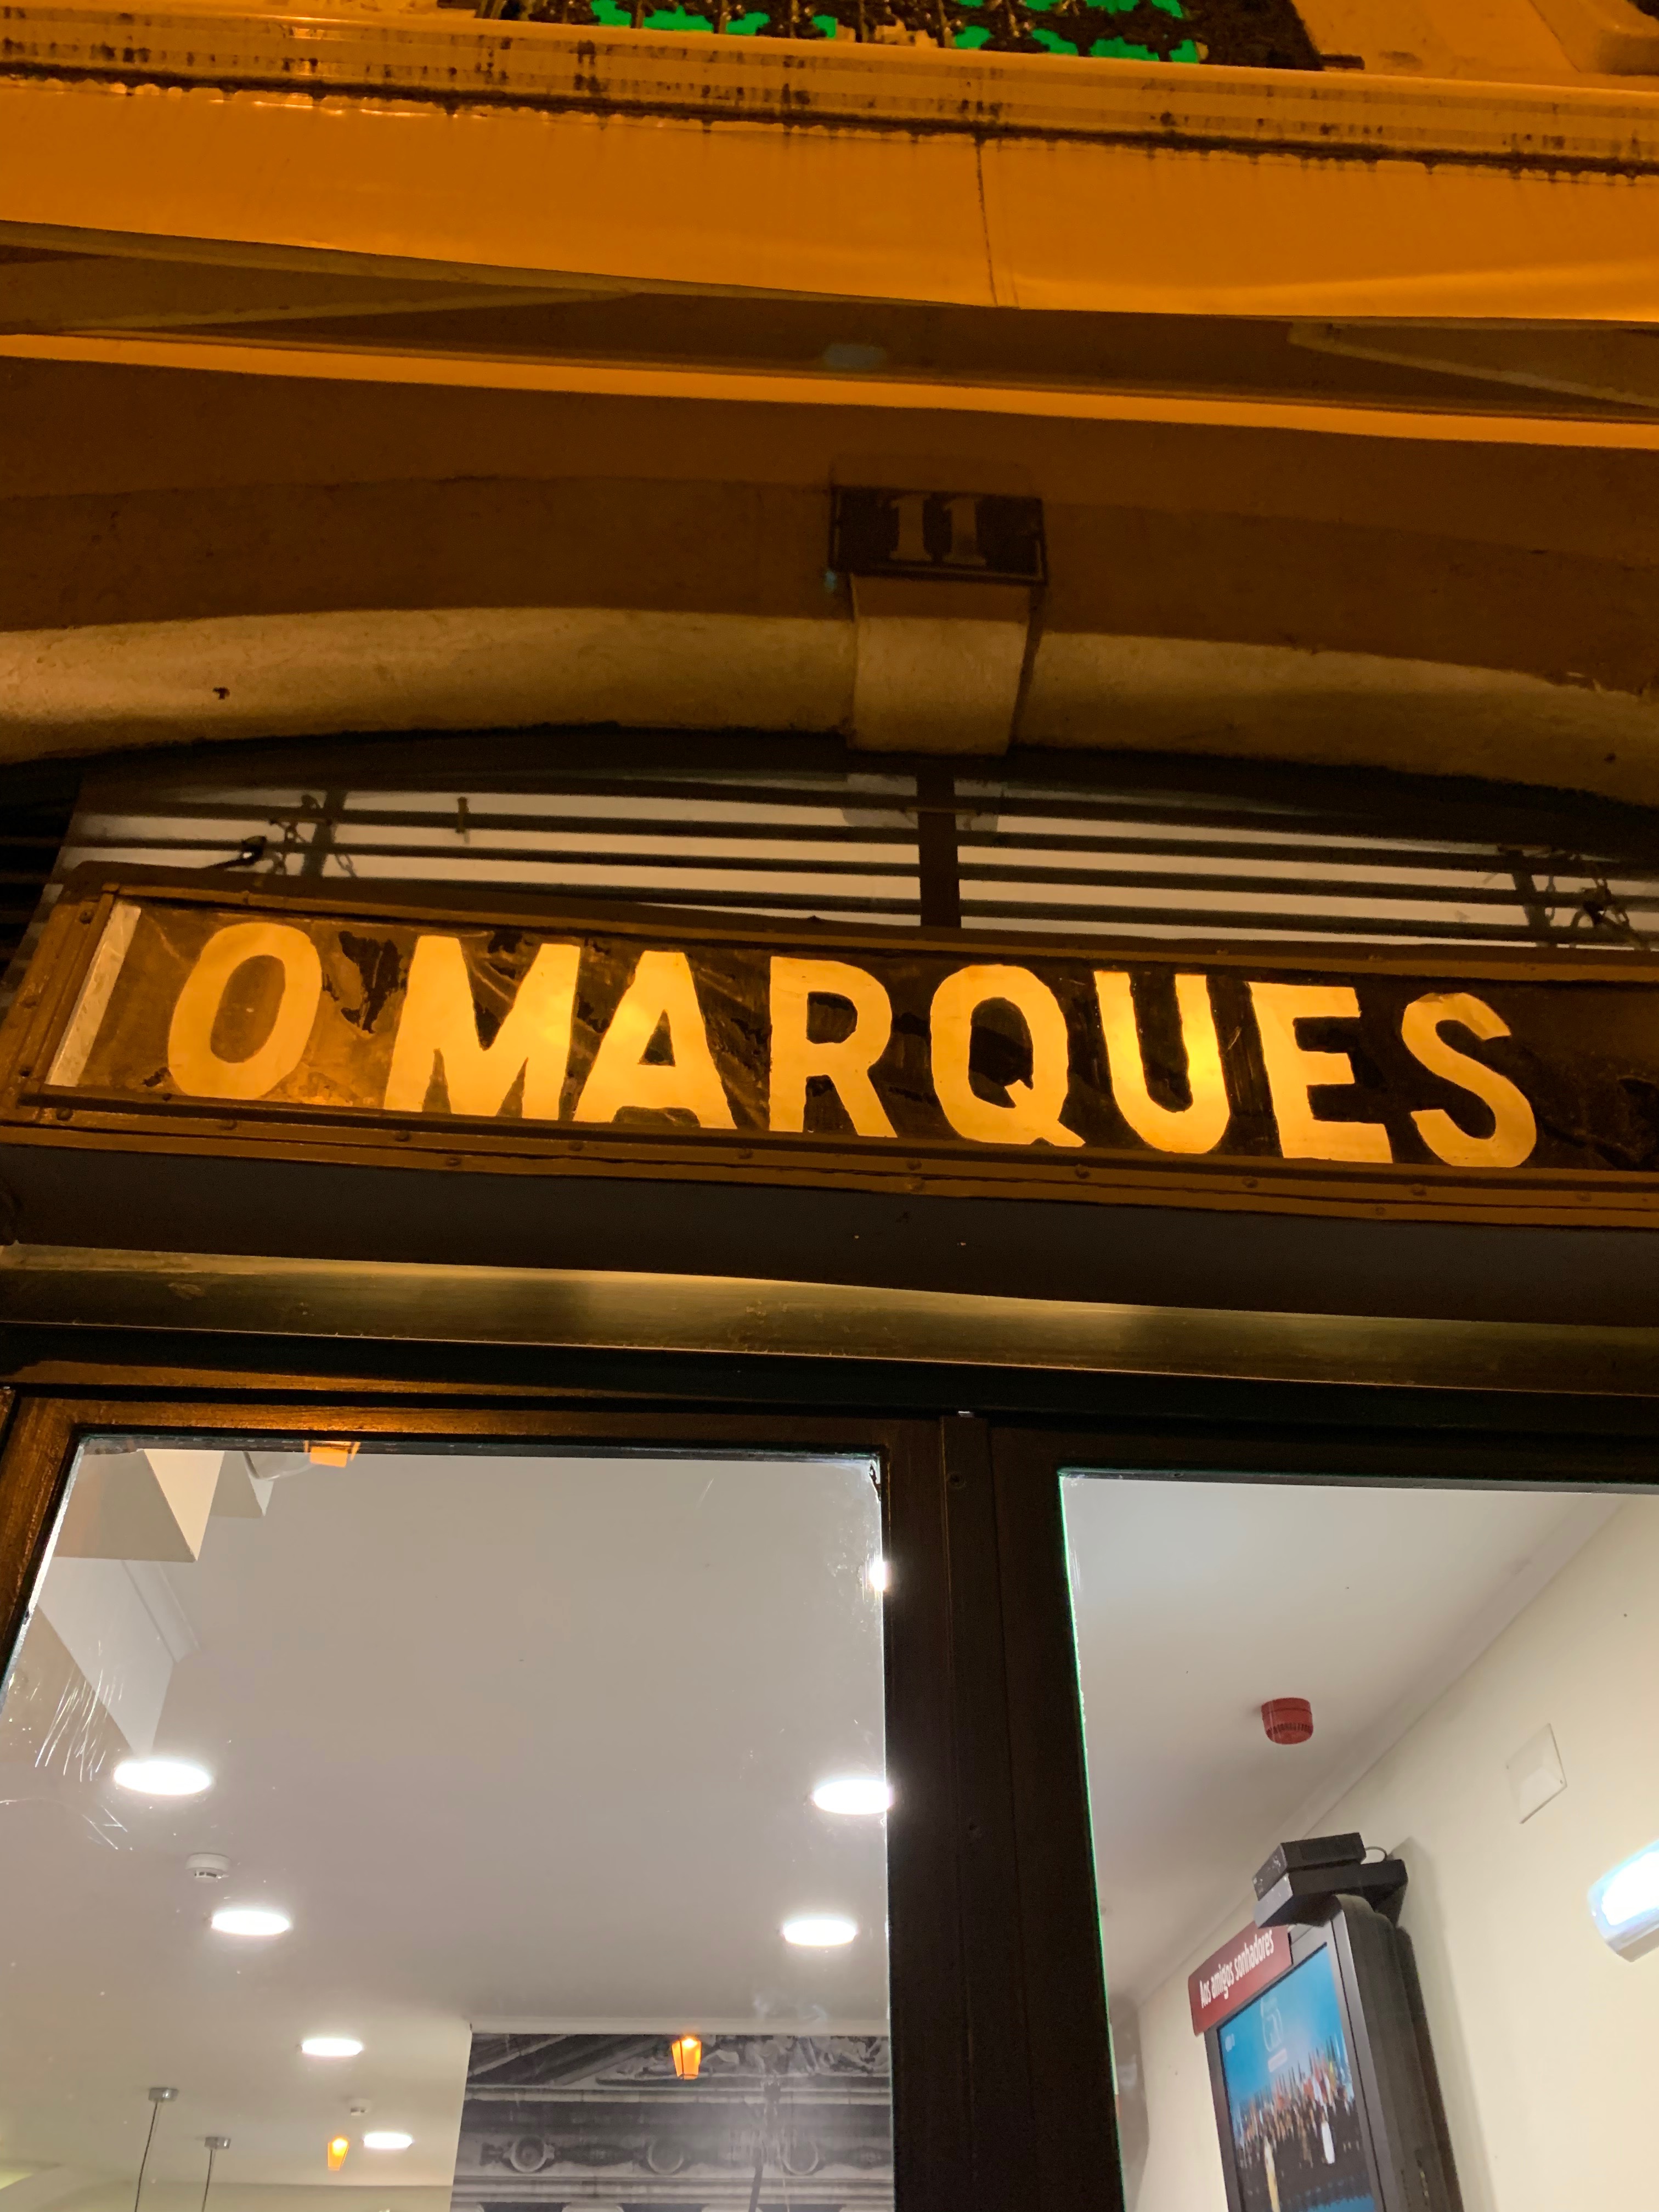 11
O MARQUES
Aos amigos sonhadores